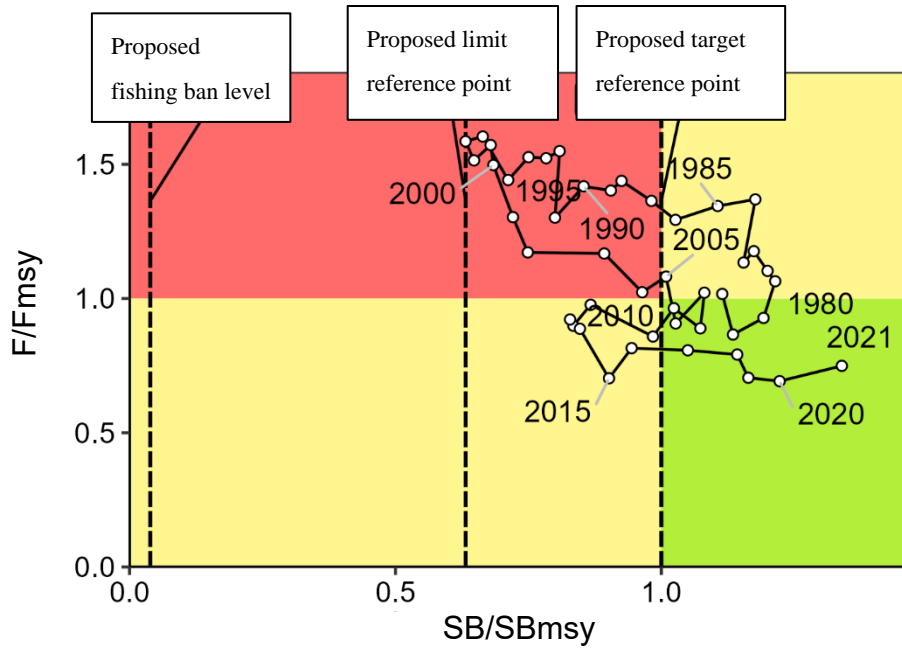 Proposed
fishing ban level
Proposed limit
reference point
Proposed target
reference point
1.5
1.0
0.5
0.0
F/Fmsy
0.0
0.5
1.0
SB/SBmsy
1985
2000
1995
1990
2005
1980
2010
2021
2015
2020